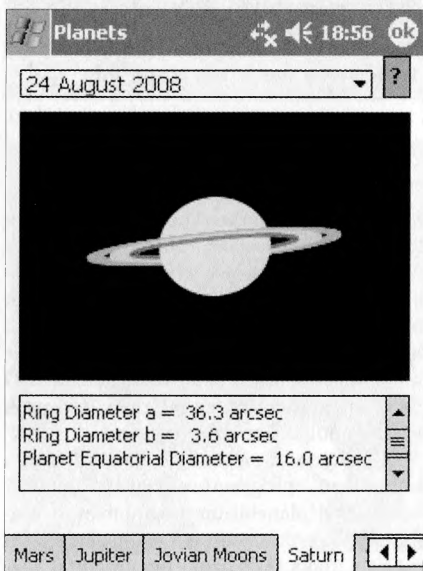 Planets 18:56 ok
24 August 2008 ?
Ring Diameter a = 36.3 arcsec
Ring Diameter b = 3.6 arcsec
Planet Equatorial Diameter = 16.0 arcsec
Mars Jupiter Jovian Moons Saturn